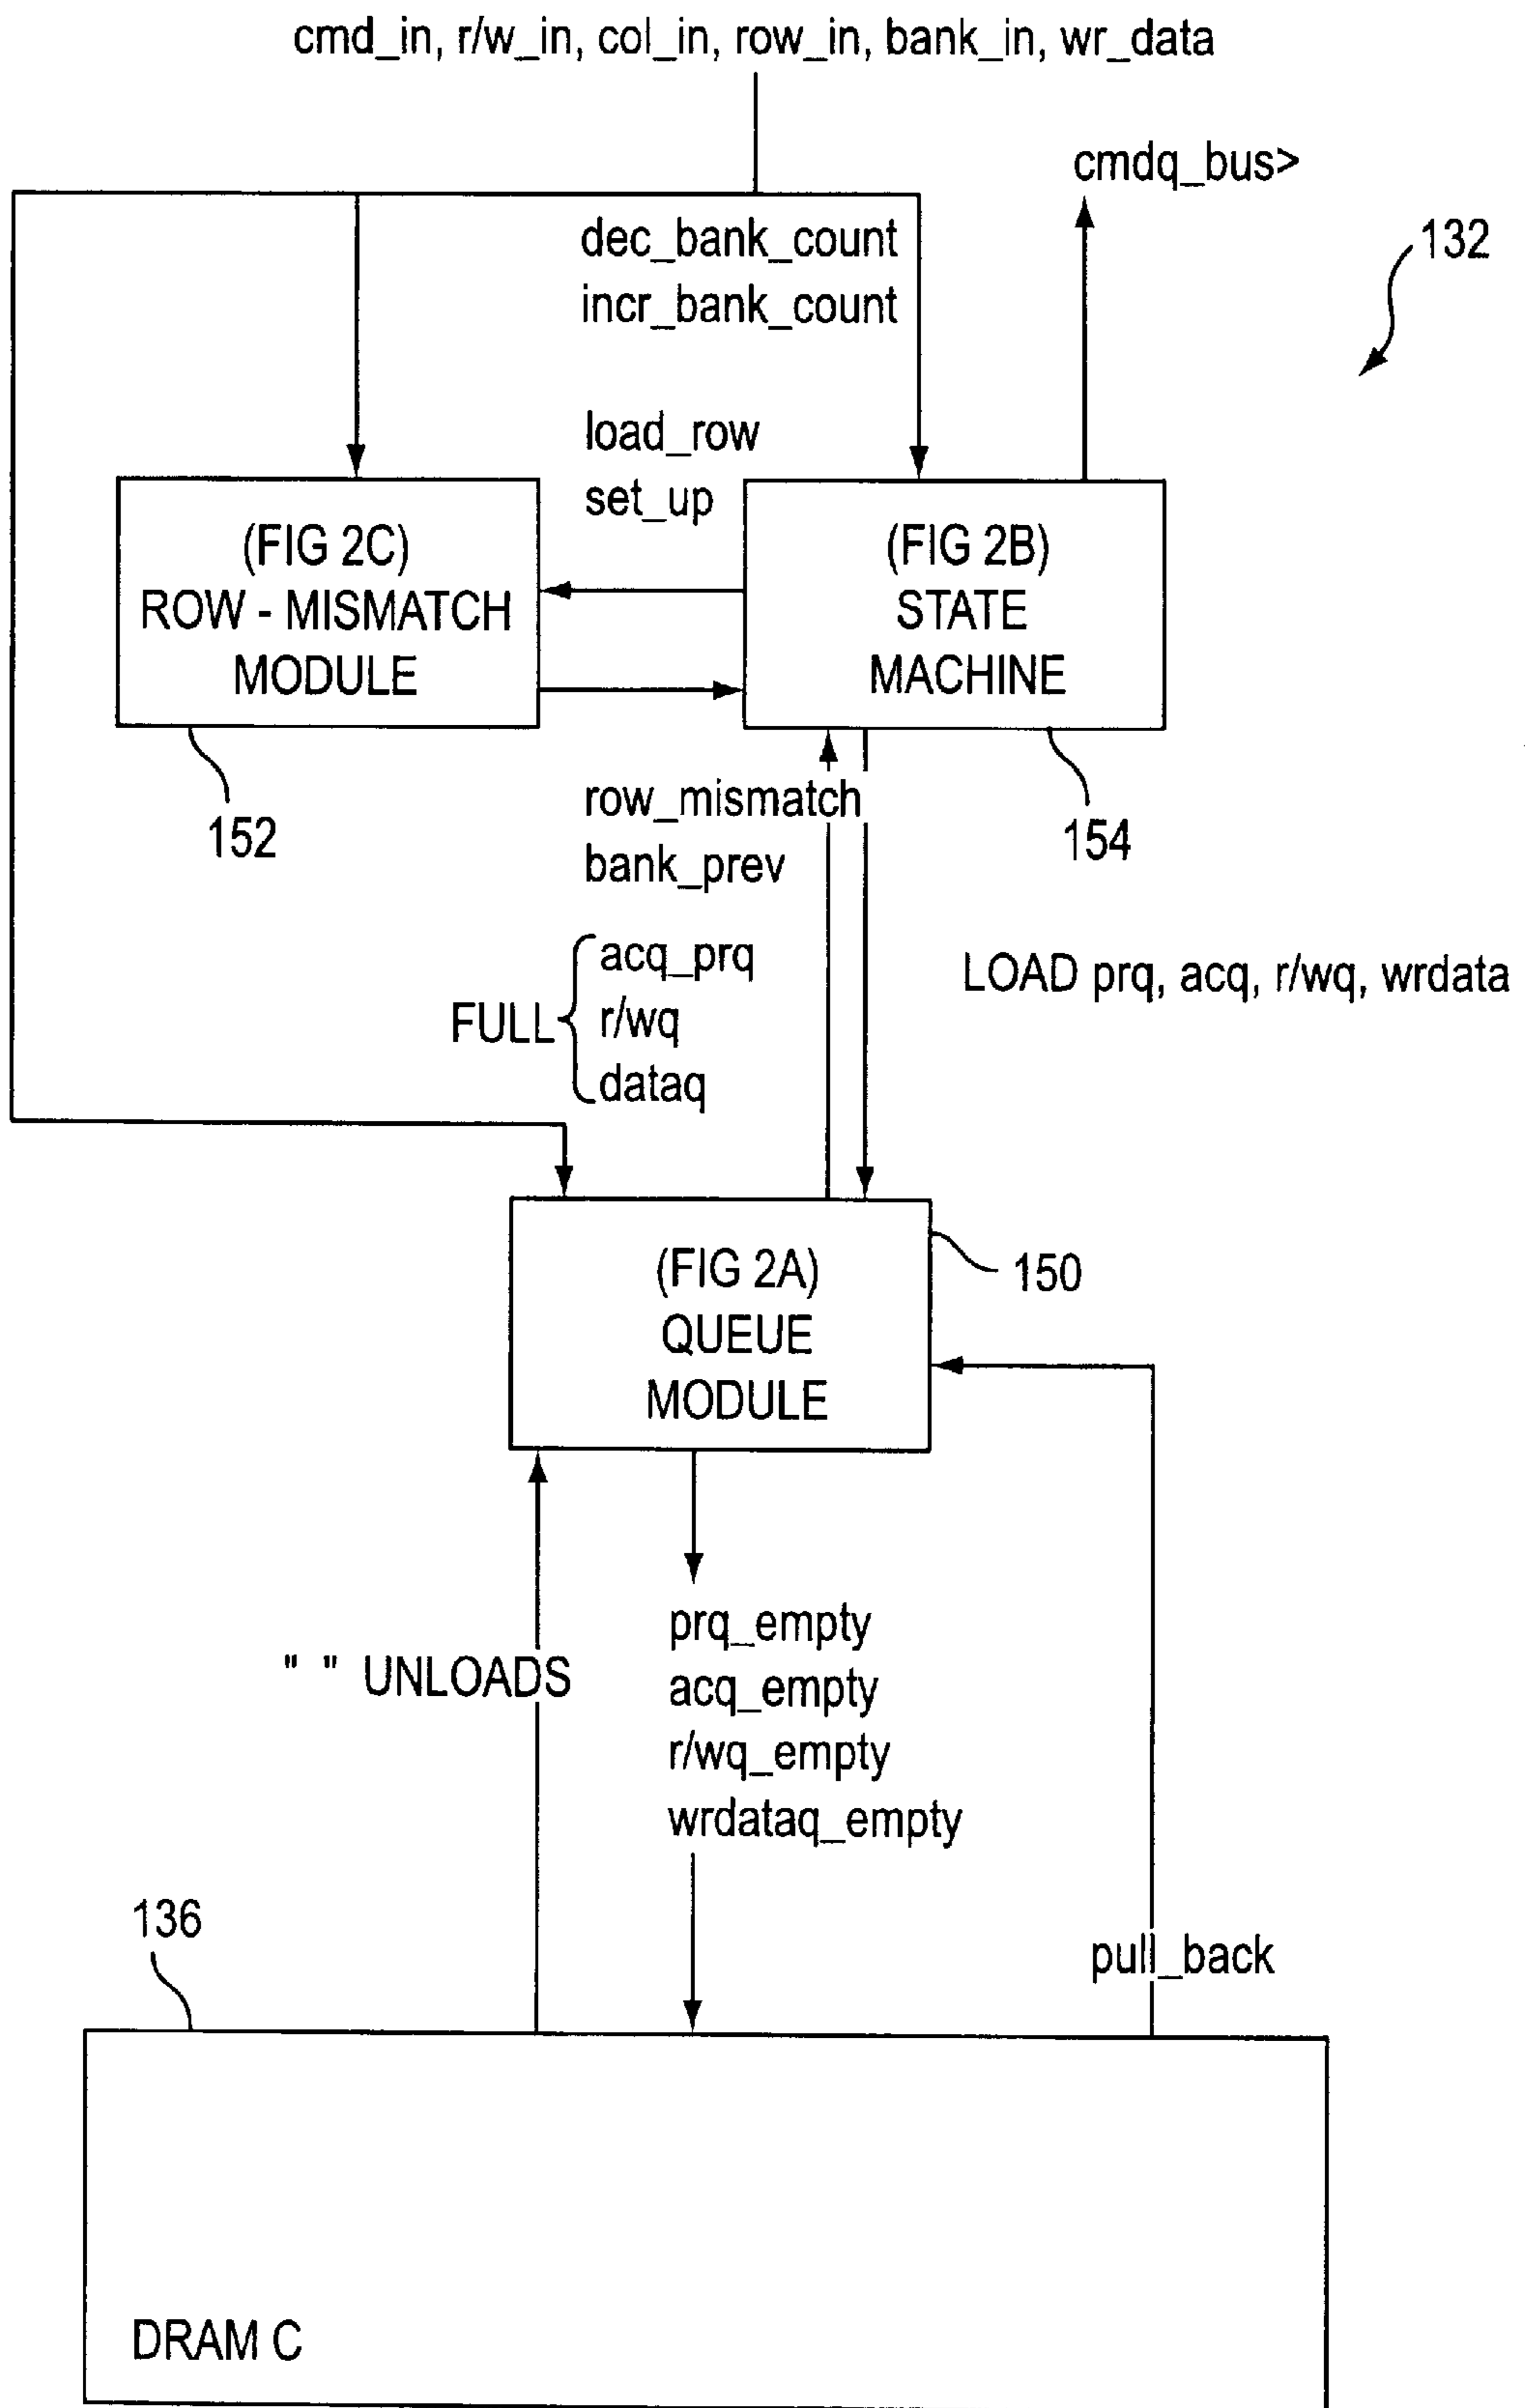 cmd_in, r/w_in, col_in, row_in, bank_in, wr_data
cmdq_bus>
132
dec_bank_count
incr_bank_count
load_row
set_up
(FIG 2C)
ROW - MISMATCH
MODULE
(FIG 2B)
STATE
MACHINE
152
154
row_mismatch
bank_prev
FULL
acq_prq
r/wq
dataq
LOAD prq, acq, r/wq, wrdata
(FIG 2A)
QUEUE
MODULE
150
" " UNLOADS
prq_empty
acq_empty
r/wq_empty
wrdataq_empty
136
pull_back
DRAM C